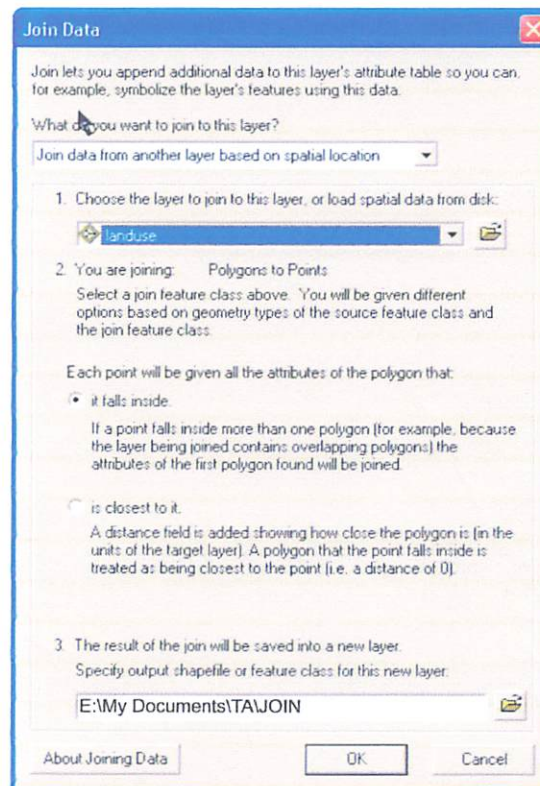 Join Data
Join lets you append additional data to this layer's attribute table so you can,
for example, symbolize the layer's features using this data.
What do you want to join to this layer?
Join data from another layer based on spatial location
1. Choose the layer to join to this layer, or load spatial data from disk:
landuse
2. You are joining: Polygons to Points
Select a join feature class above. You will be given different
options based on geometry types of the source feature class and
the join feature class.
Each point will be given all the attributes of the polygon that:
it falls inside.
If a point falls inside more than one polygon (for example, because
the layer being joined contains overlapping polygons) the
attributes of the first polygon found will be joined.
is closest to it.
A distance field is added showing how close the polygon is (in the
units of the target layer). A polygon that the point falls inside is
treated as being closest to the point (i.e. a distance of 0).
3. The result of the join will be saved into a new layer.
Specify output shapefile or feature class for this new layer:
E:\My Documents\TA\JOIN
About Joining Data OK Cancel